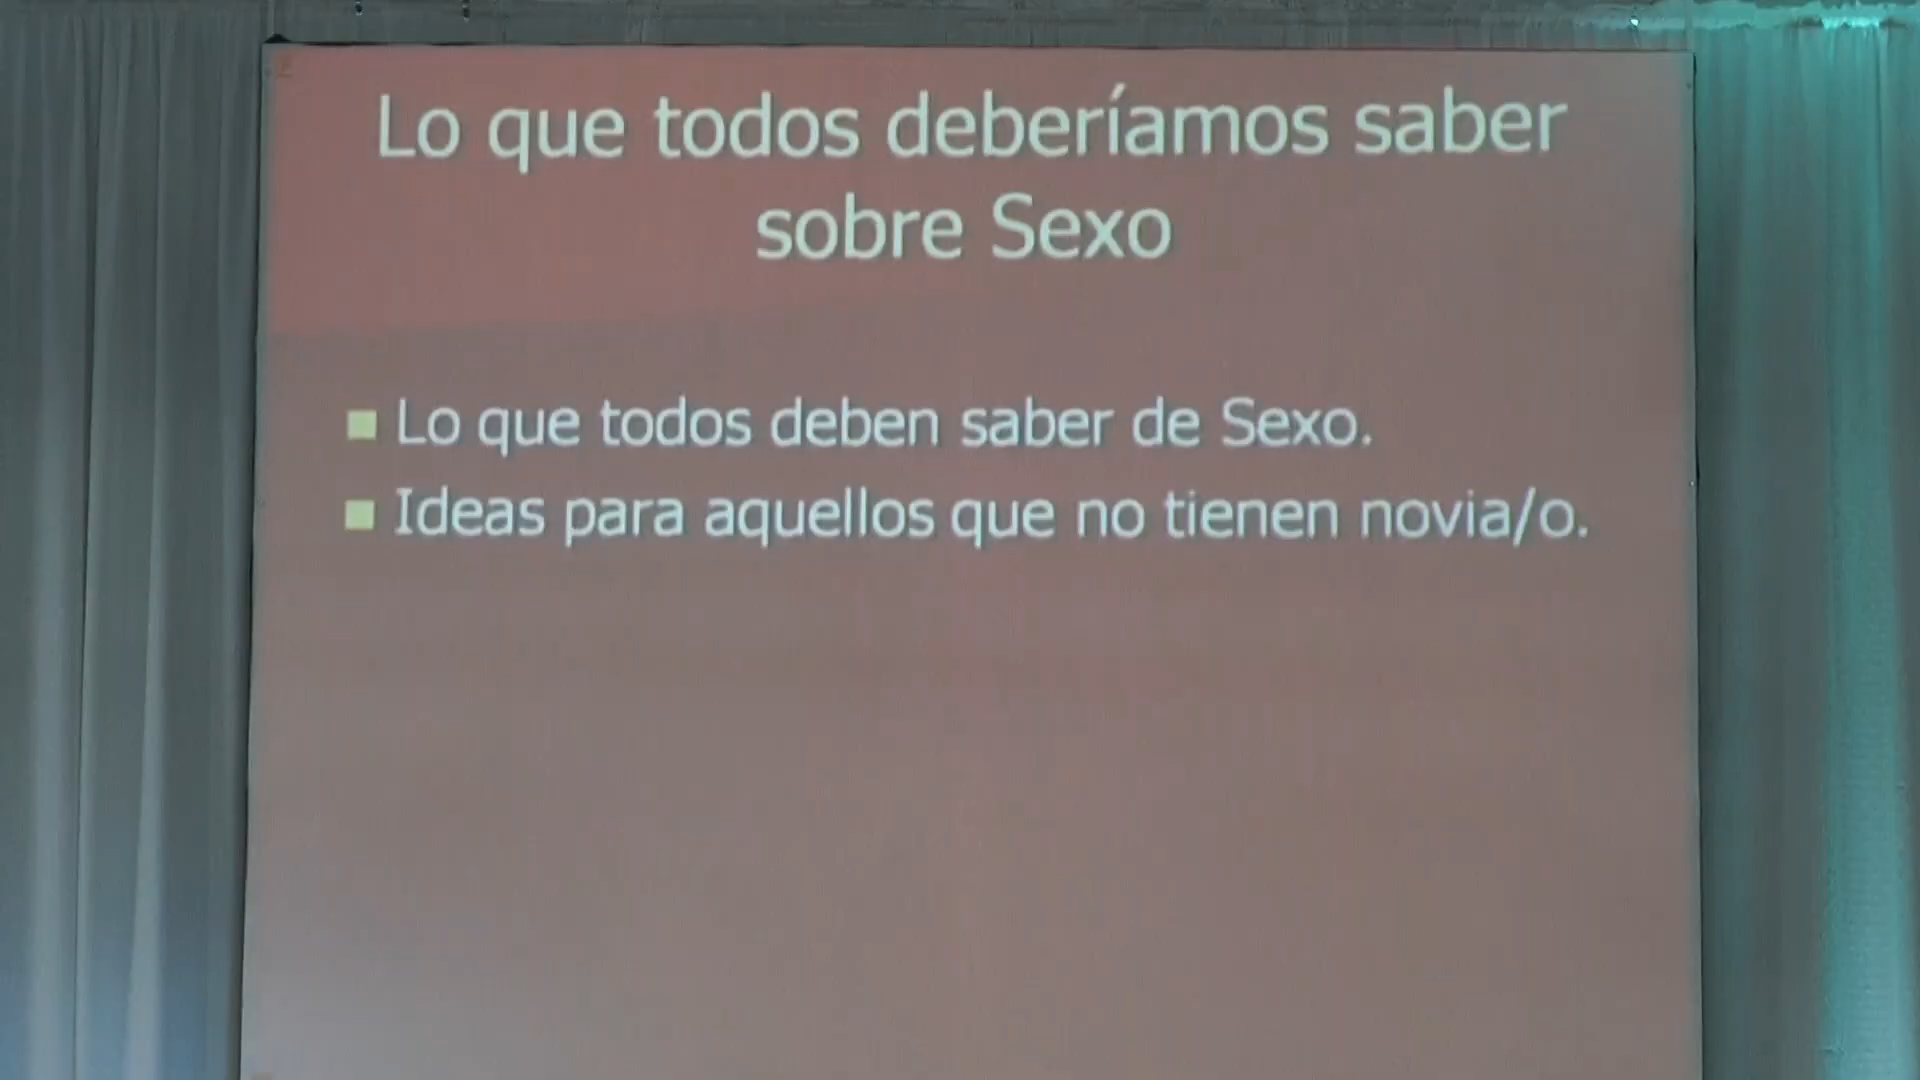 Lo que todos deberíamos saber
sobre Sexo
Lo que todos deben saber de Sexo.
Ideas para aquellos que no tienen novia/o.